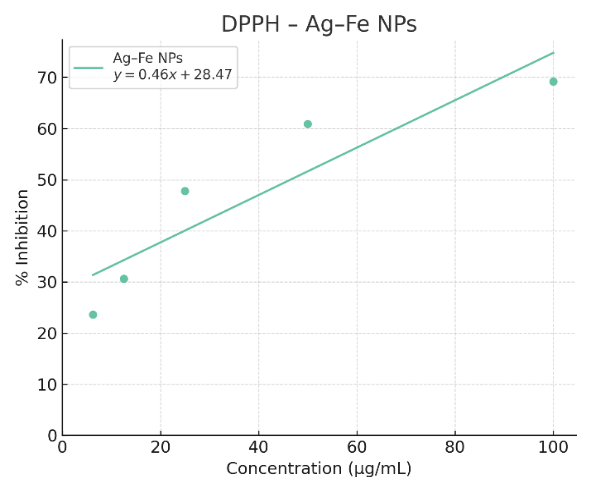 DPPH – Ag–Fe NPs
Ag–Fe NPs
y = 0.46x + 28.47
% Inhibition
70
60
50
40
30
20
10
0
0 20 40 60 80 100
Concentration (μg/mL)